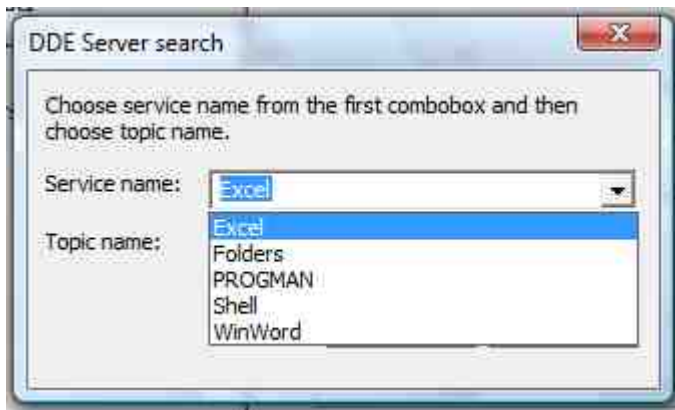 DDE Server search
Choose service name from the first combobox and then
choose topic name.
Service name:
Excel
Topic name:
Excel
Folders
PROGMAN
Shell
WinWord